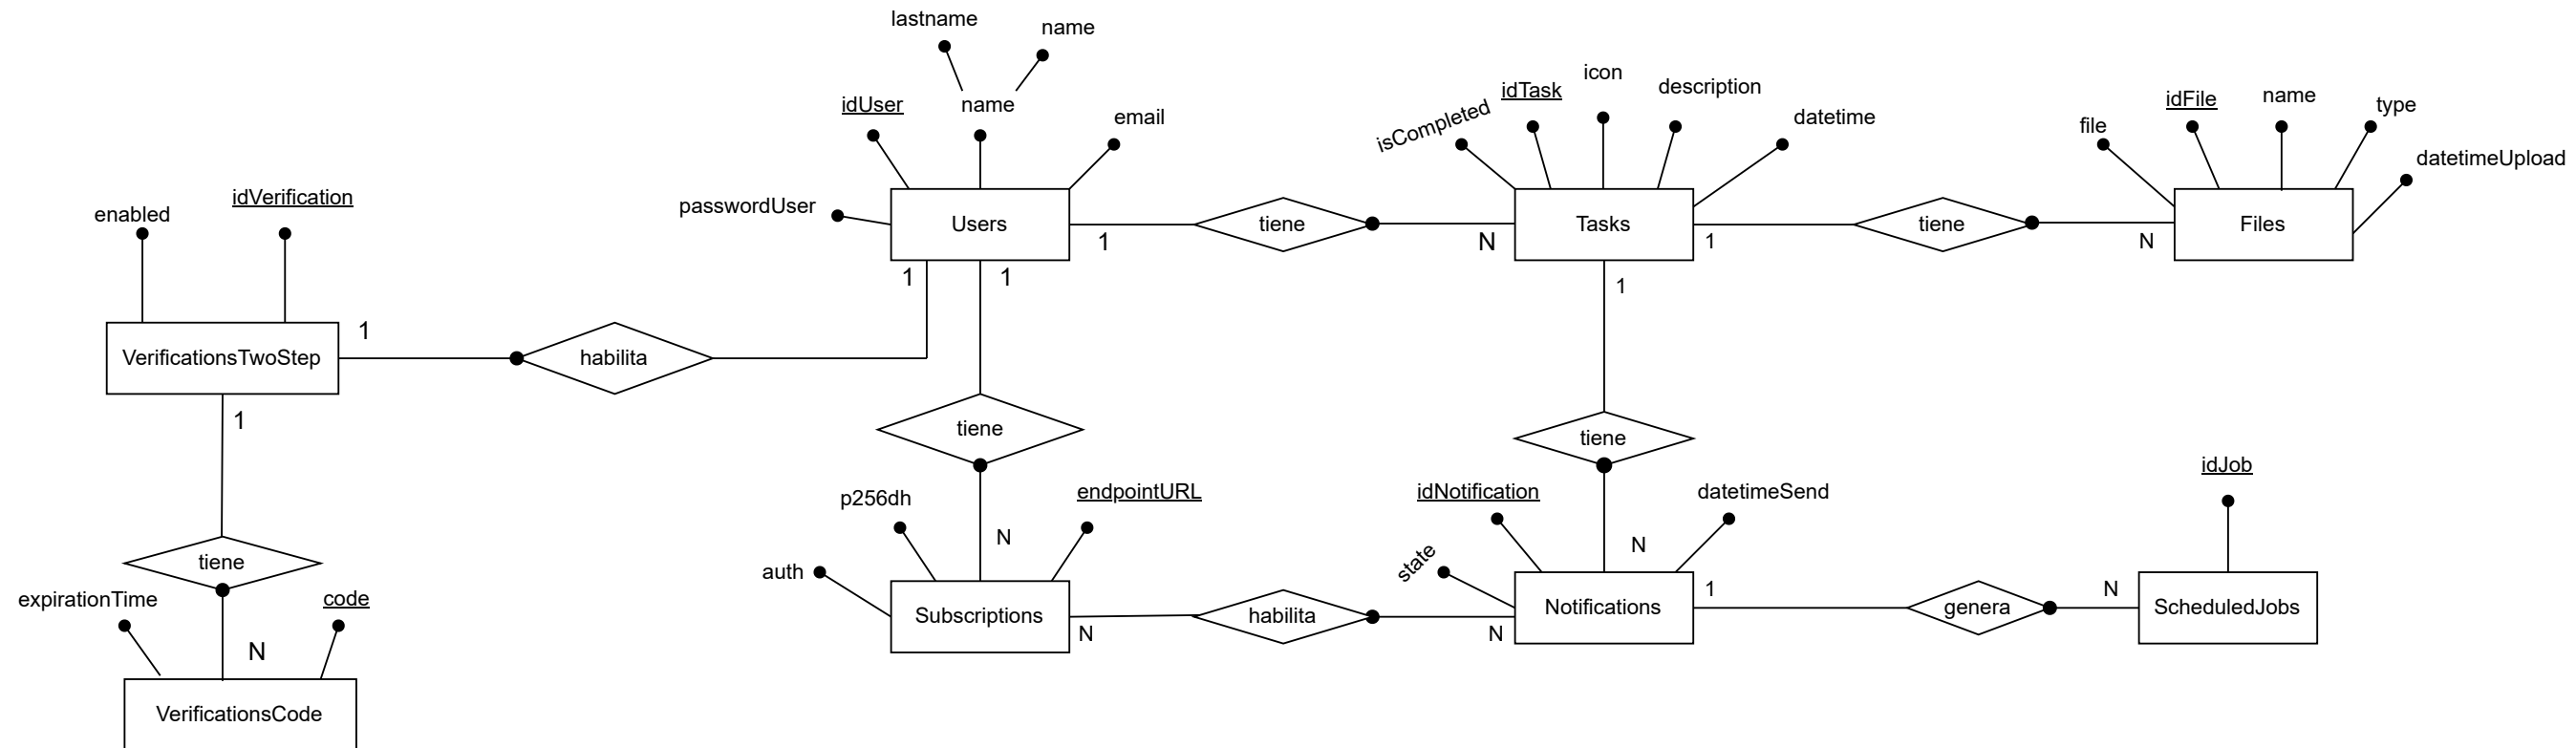 lastname
name
idUser
name
email
passwordUser
Users
1
1
1
tiene
N
isCompleted
idTask
icon
description
datetime
Tasks
1
1
tiene
N
file
idFile
name
type
datetimeUpload
Files
enabled
idVerification
VerificationsTwoStep
1
habilita
1
tiene
expirationTime
code
N
VerificationsCode
tiene
p256dh
endpointURL
N
auth
Subscriptions
N
habilita
N
tiene
idNotification
datetimeSend
N
state
Notifications
1
genera
N
idJob
ScheduledJobs